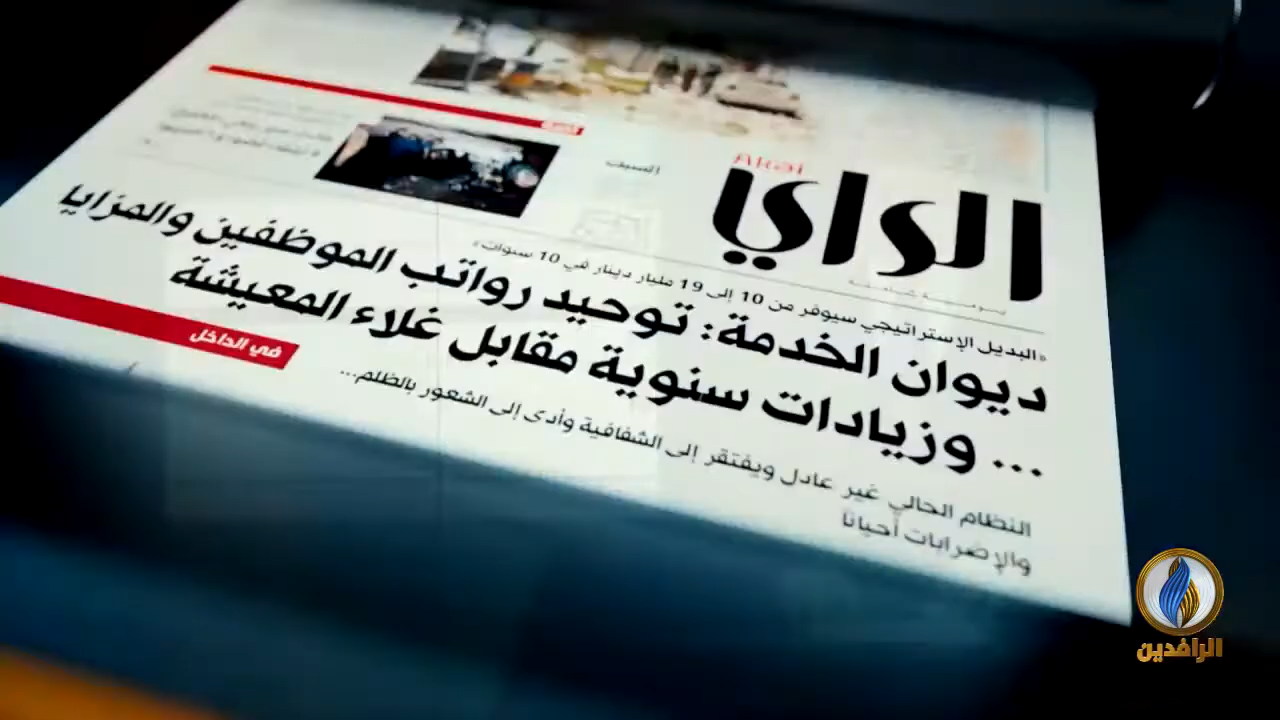 كلمة
السبت
Alrai
الراي
« البديل الإستراتيجي سيوفر من 10 إلى 19 مليار دينار في 10 سنوات »
ديوان الخدمة: توحيد رواتب الموظفين والمزايا
... وزيادات سنوية مقابل غلاء المعيشة
في الداخل
النظام الحالي غير عادل ويفتقر إلى الشفافية وأدى إلى الشعور بالظلم...
والإضرابات أحيانا
الرافدين